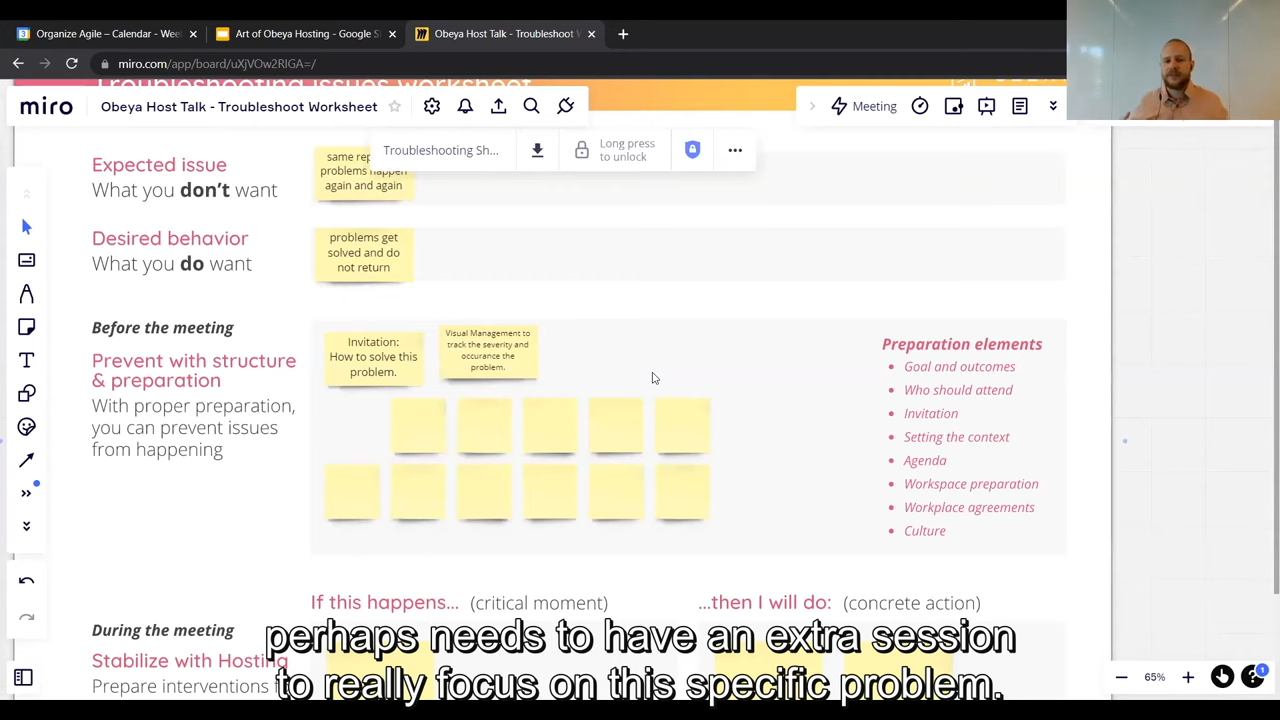 Organize Agile – Calendar - Wee
Art of Obeya Hosting - Google S
Obeya Host Talk - Troubleshoot W
miro.com/app/board/uXjVOw2RlGA=/
Troubleshooting Issues Worksheet
miro
Obeya Host Talk - Troubleshoot Worksheet
Meeting
Troubleshooting Sh...
Long press
to unlock
Expected issue
What you don't want
same rep
problems happen
again and again
Desired behavior
What you do want
problems get
solved and do
not return
Before the meeting
Prevent with structure
& preparation
With proper preparation,
you can prevent issues
from happening
Invitation:
How to solve this
problem.
Visual Management to
track the severity and
occurance the
problem.
Preparation elements
• Goal and outcomes
• Who should attend
• Invitation
• Setting the context
• Agenda
• Workspace preparation
• Workplace agreements
• Culture
If this happens... (critical moment)
...then I will do: (concrete action)
During the meeting
Stabilize with Hosting
Prepare interventions f
perhaps needs to have an extra session
to really focus on this specific problem.
65%
1